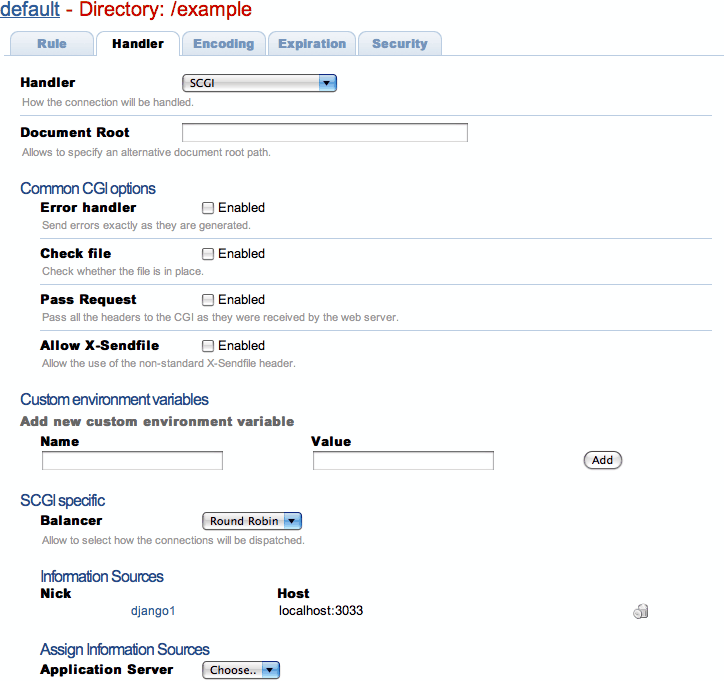 default - Directory: /example
Rule Handler Encoding Expiration Security
Handler SCGI
How the connection will be handled.
Document Root
Allows to specify an alternative document root path.
Common CGI options
Error handler Enabled
Send errors exactly as they are generated.
Check file Enabled
Check whether the file is in place.
Pass Request Enabled
Pass all the headers to the CGI as they were received by the web server.
Allow X-Sendfile Enabled
Allow the use of the non-standard X-Sendfile header.
Custom environment variables
Add new custom environment variable
Name Value
Add
SCGI specific
Balancer Round Robin
Allow to select how the connections will be dispatched.
Information Sources
Nick Host
django1 localhost:3033
Assign Information Sources
Application Server Choose..